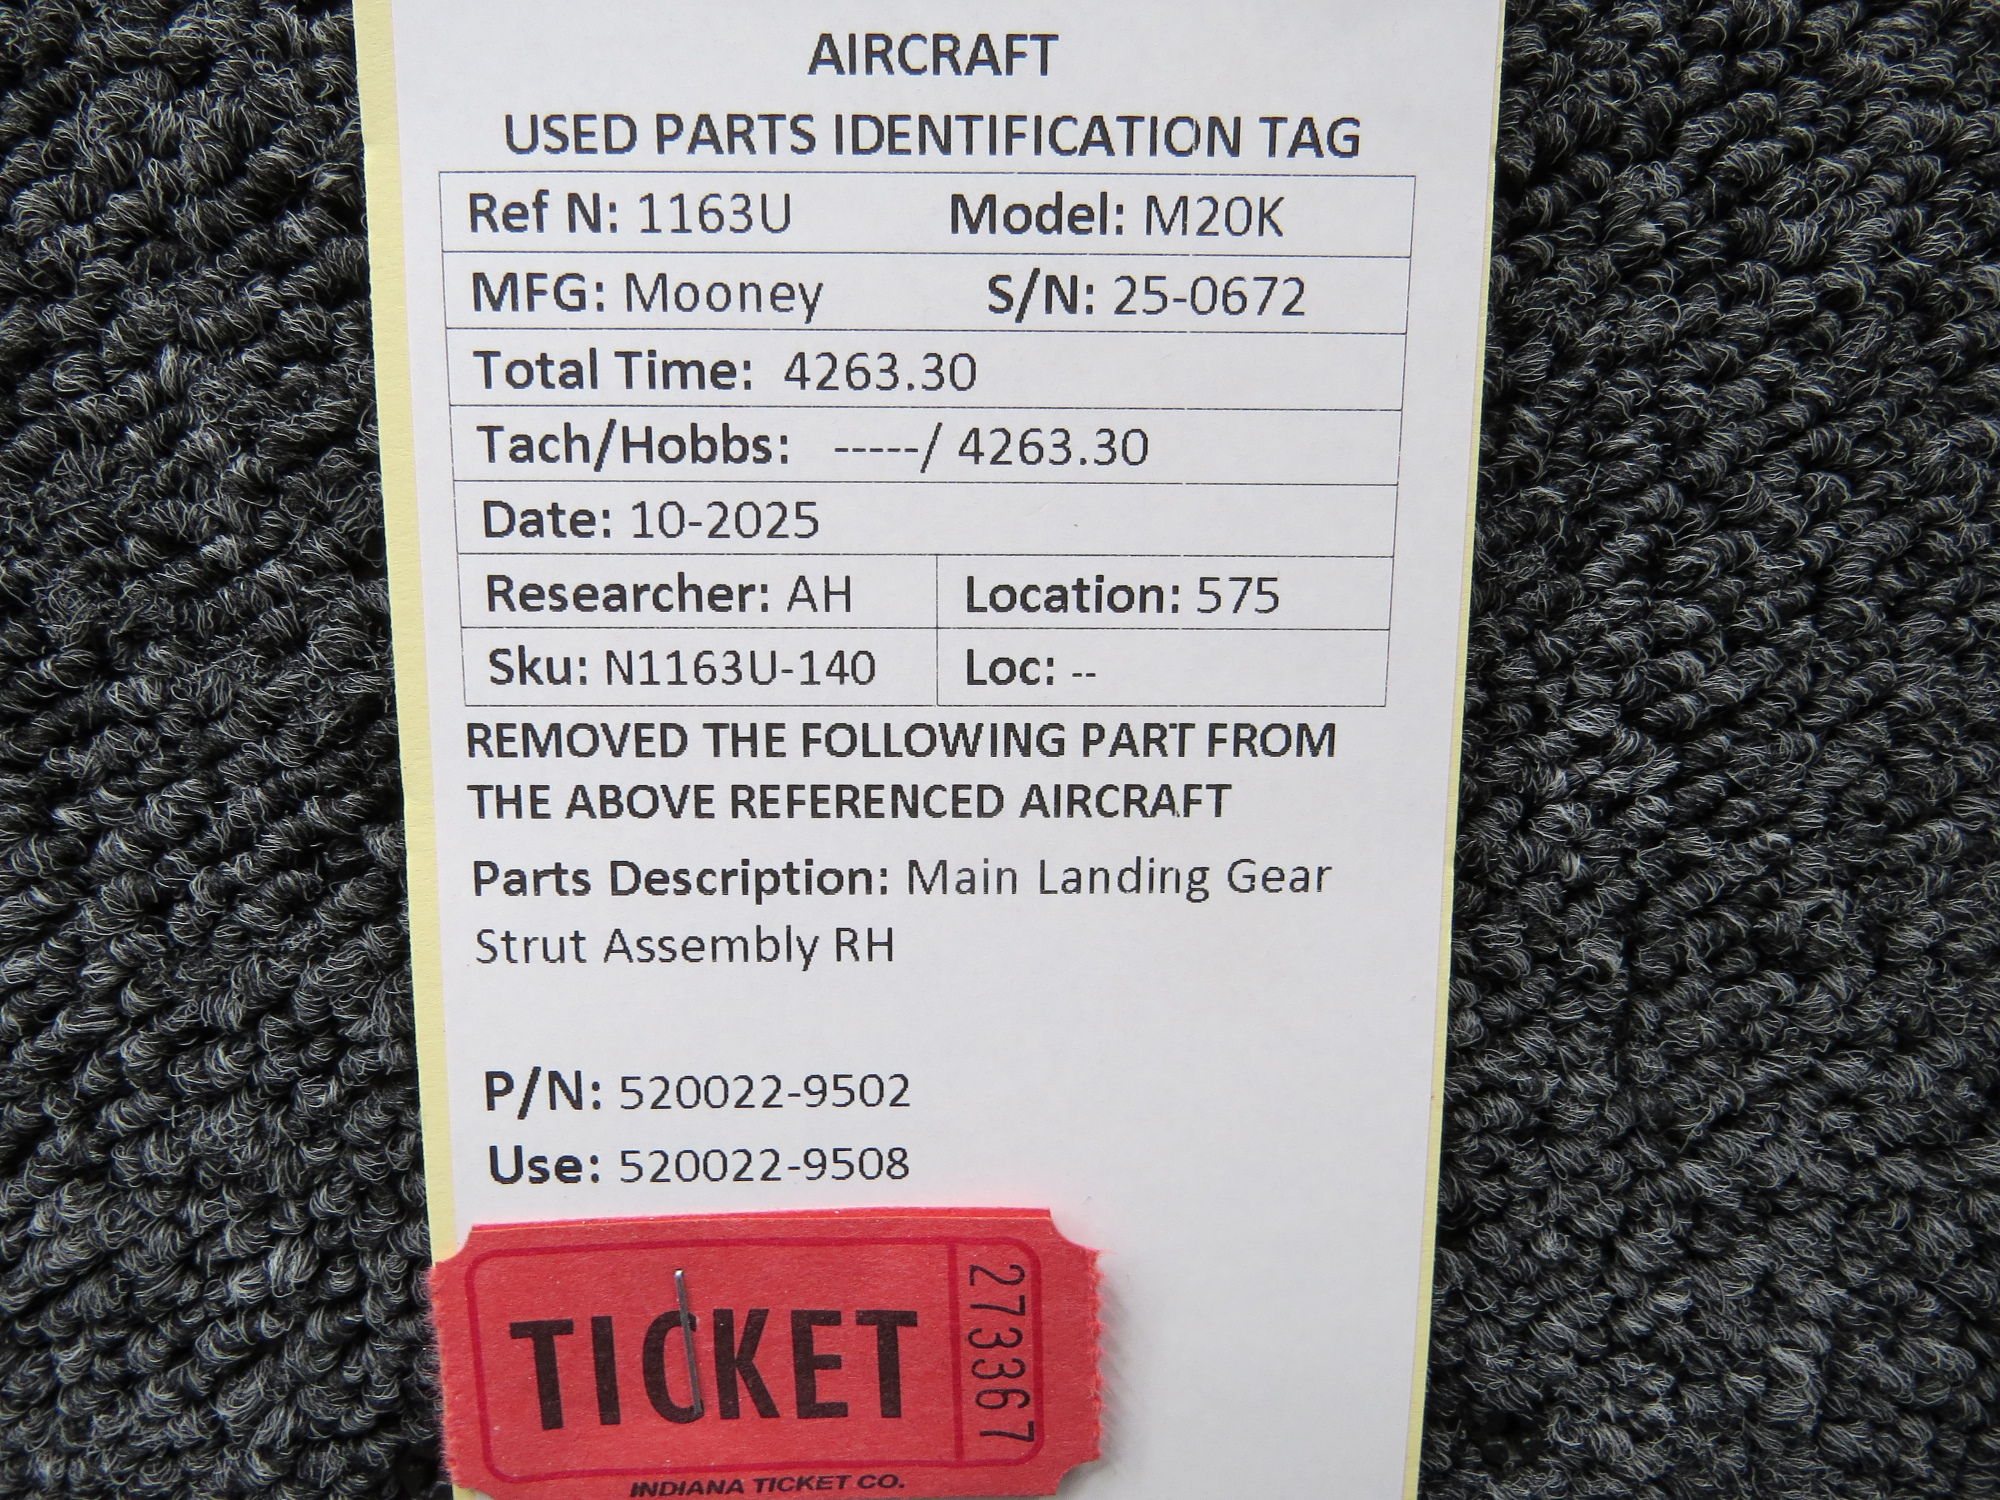 AIRCRAFT
USED PARTS IDENTIFICATION TAG
Ref N: 1163U Model: M20K
MFG: Mooney S/N: 25-0672
Total Time: 4263.30
Tach/Hobbs: -----/ 4263.30
Date: 10-2025
Researcher: AH Location: 575
Sku: N1163U-140 Loc: --
REMOVED THE FOLLOWING PART FROM
THE ABOVE REFERENCED AIRCRAFT
Parts Description: Main Landing Gear
Strut Assembly RH
P/N: 520022-9502
Use: 520022-9508
TICKET
273367
INDIANA TICKET CO.